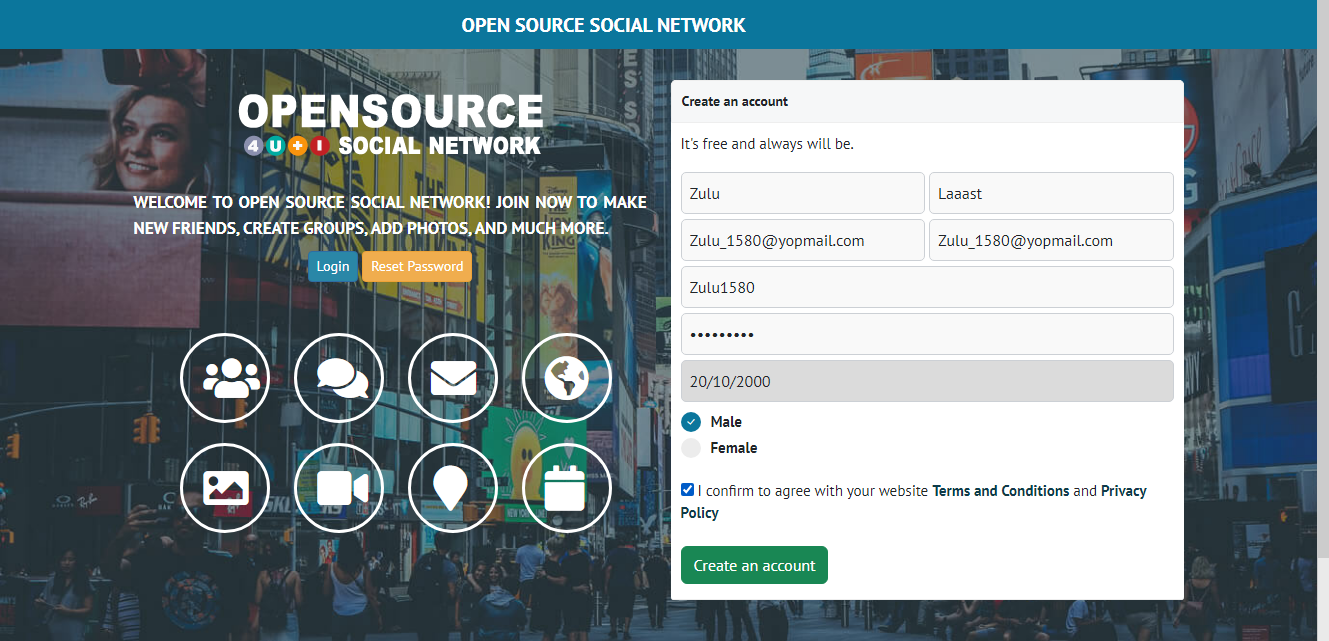 OPEN SOURCE SOCIAL NETWORK
OPENSOURCE
4 U + I SOCIAL NETWORK
WELCOME TO OPEN SOURCE SOCIAL NETWORK! JOIN NOW TO MAKE
NEW FRIENDS, CREATE GROUPS, ADD PHOTOS, AND MUCH MORE.
Login Reset Password
Create an account
It's free and always will be.
Zulu Laaast
Zulu_1580@yopmail.com Zulu_1580@yopmail.com
Zulu1580
•••••••••
20/10/2000
Male
Female
I confirm to agree with your website Terms and Conditions and Privacy
Policy
Create an account